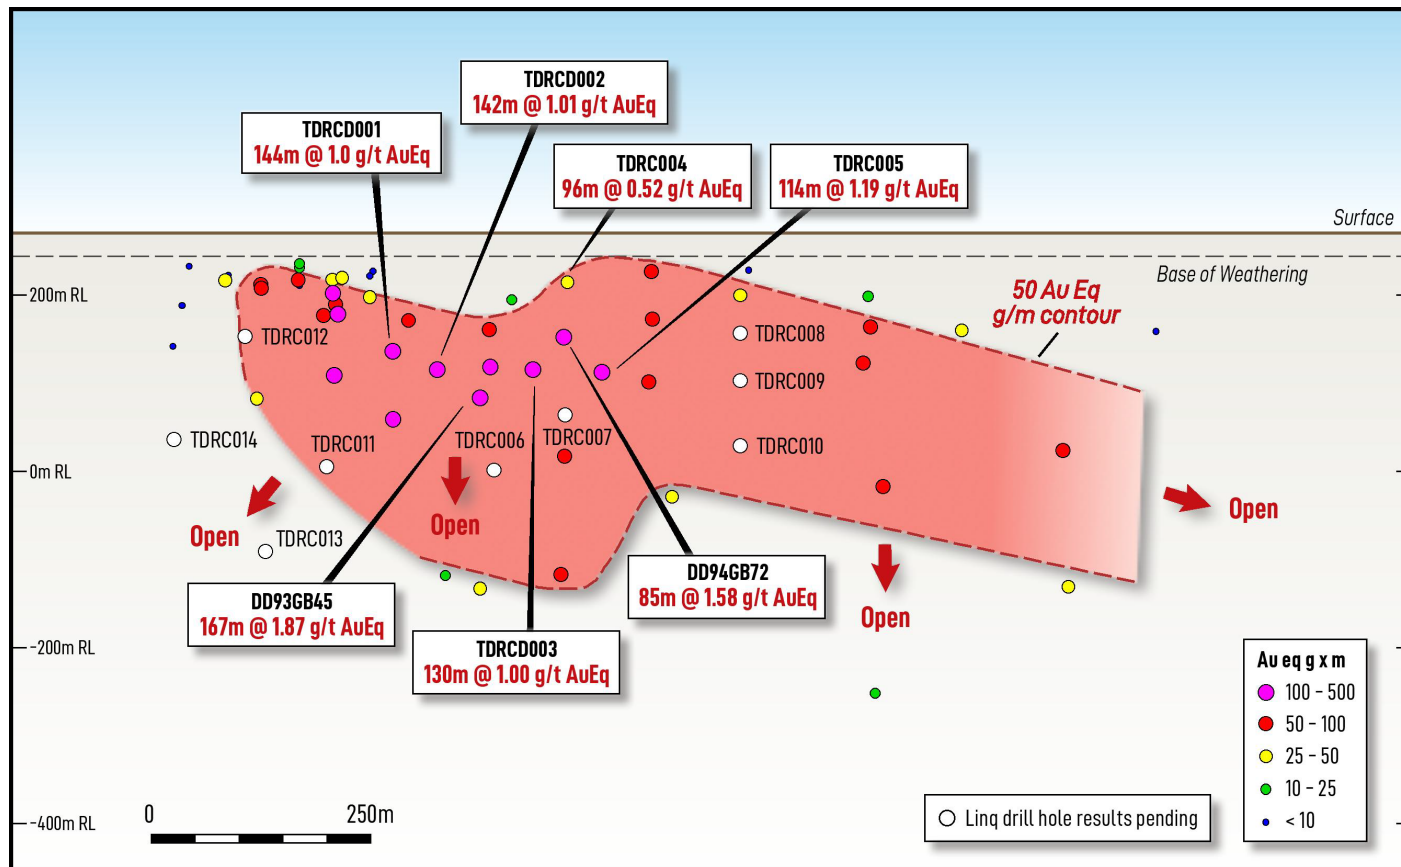 TDRCD002
142m @ 1.01 g/t AuEq
TDRCD001
144m @ 1.0 g/t AuEq
TDRC004
96m @ 0.52 g/t AuEq
TDRC005
114m @ 1.19 g/t AuEq
Surface
Base of Weathering
200m RL
50 Au Eq
g/m contour
TDRC012
TDRC008
TDRC009
TDRC014
TDRC011
TDRC006
TDRC007
TDRC010
0m RL
Open
Open
Open
TDRC013
DD94GB72
85m @ 1.58 g/t AuEq
DD93GB45
167m @ 1.87 g/t AuEq
Open
TDRCD003
130m @ 1.00 g/t AuEq
-200m RL
Au eq g x m
100 - 500
50 - 100
25 - 50
10 - 25
< 10
0
250m
Linq drill hole results pending
-400m RL